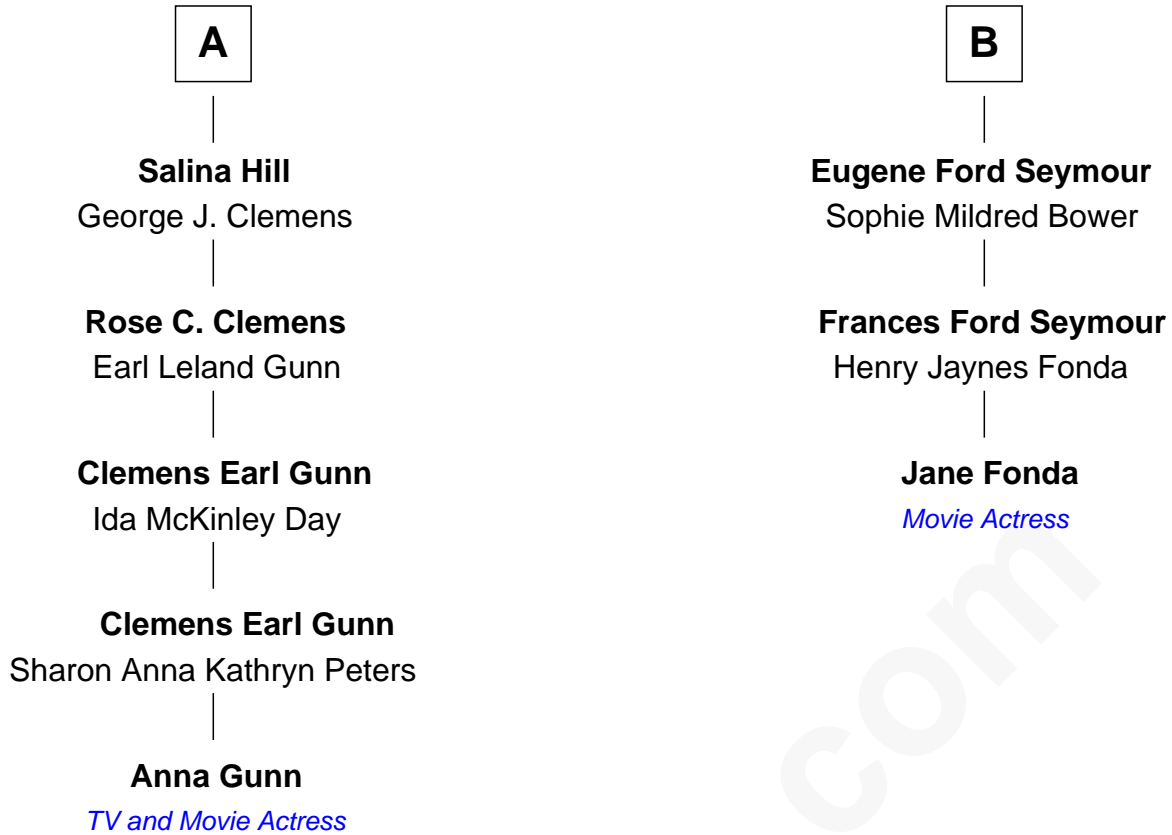 A
Salina Hill
George J. Clemens
Rose C. Clemens
Earl Leland Gunn
Clemens Earl Gunn
Ida McKinley Day
Clemens Earl Gunn
Sharon Anna Kathryn Peters
Anna Gunn
TV and Movie Actress
B
Eugene Ford Seymour
Sophie Mildred Bower
Frances Ford Seymour
Henry Jaynes Fonda
Jane Fonda
Movie Actress
com